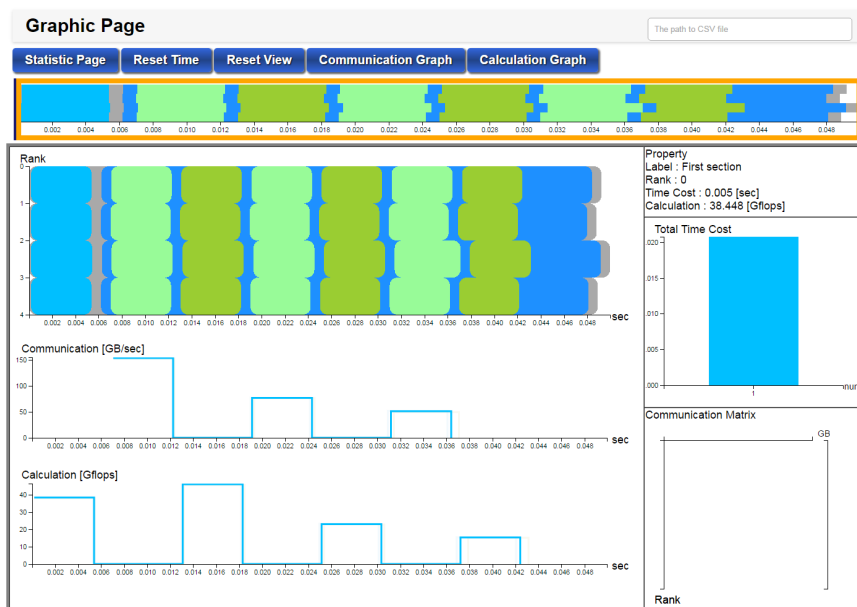 Graphic Page
The path to CSV file
Statistic Page Reset Time Reset View Communication Graph Calculation Graph
0.002 0.004 0.006 0.008 0.010 0.012 0.014 0.016 0.018 0.020 0.022 0.024 0.026 0.028 0.030 0.032 0.034 0.036 0.038 0.040 0.042 0.044 0.046 0.048
Rank
0
1
2
3
4
0.002 0.004 0.006 0.008 0.010 0.012 0.014 0.016 0.018 0.020 0.022 0.024 0.026 0.028 0.030 0.032 0.034 0.036 0.038 0.040 0.042 0.044 0.046 0.048 sec
Communication [GB/sec]
150
100
50
0
0.002 0.004 0.006 0.008 0.010 0.012 0.014 0.016 0.018 0.020 0.022 0.024 0.026 0.028 0.030 0.032 0.034 0.036 0.038 0.040 0.042 0.044 0.046 0.048 sec
Calculation [Gflops]
40
30
20
10
0
0.002 0.004 0.006 0.008 0.010 0.012 0.014 0.016 0.018 0.020 0.022 0.024 0.026 0.028 0.030 0.032 0.034 0.036 0.038 0.040 0.042 0.044 0.046 0.048 sec
Property
Label : First section
Rank : 0
Time Cost : 0.005 [sec]
Calculation : 38.448 [Gflops]
Total Time Cost
.020
.015
.010
.005
.000
1
num
Communication Matrix
GB
Rank